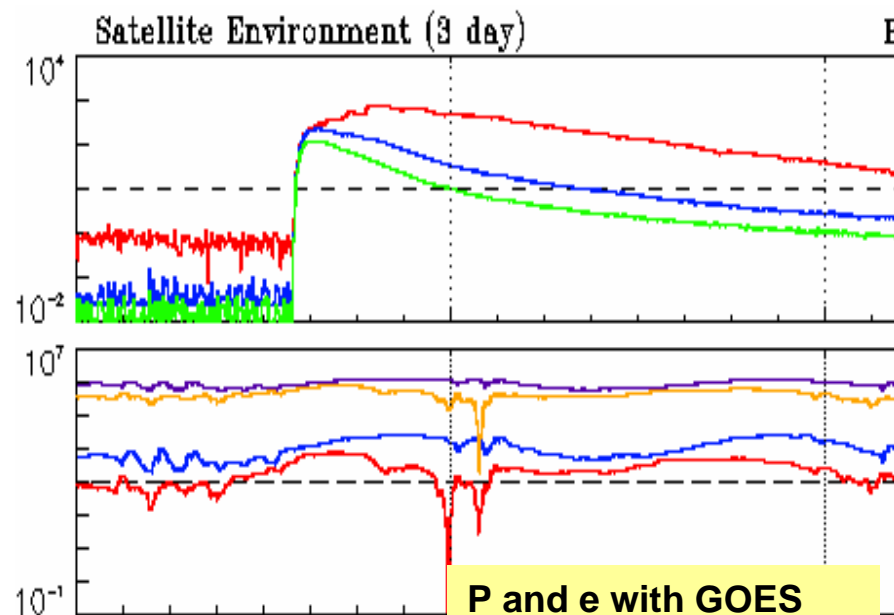 Satellite Environment (3 day)
10⁴
10⁻²
10⁷
10⁻¹
P and e with GOES